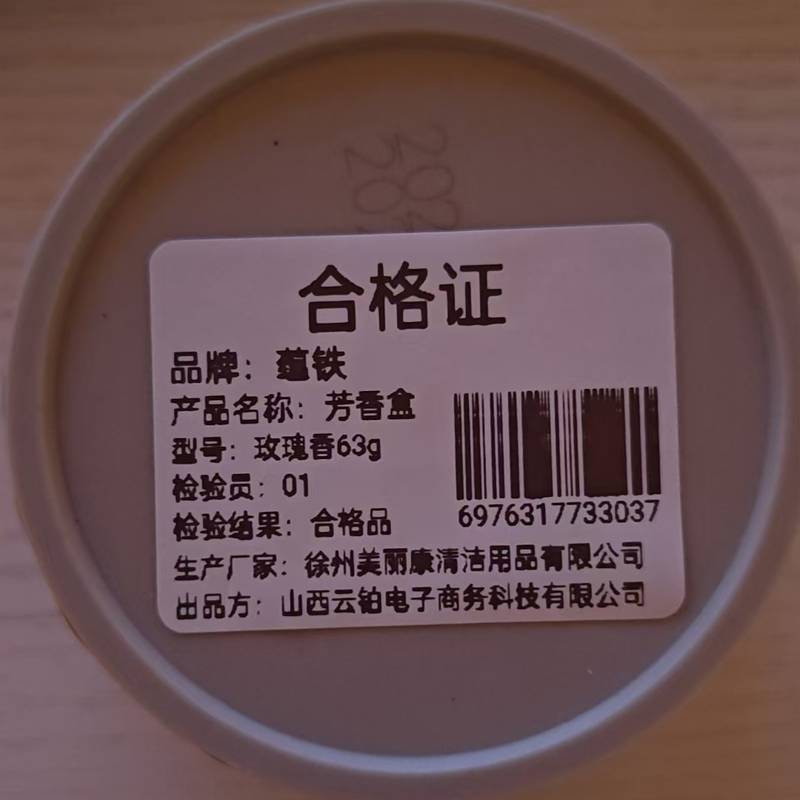 合格证
品牌：蕴铁
产品名称：芳香盒
型号：玫瑰香63g
检验员：01
检验结果：合格品
6976317733037
生产厂家：徐州美丽康清洁用品有限公司
出品方：山西云铂电子商务科技有限公司